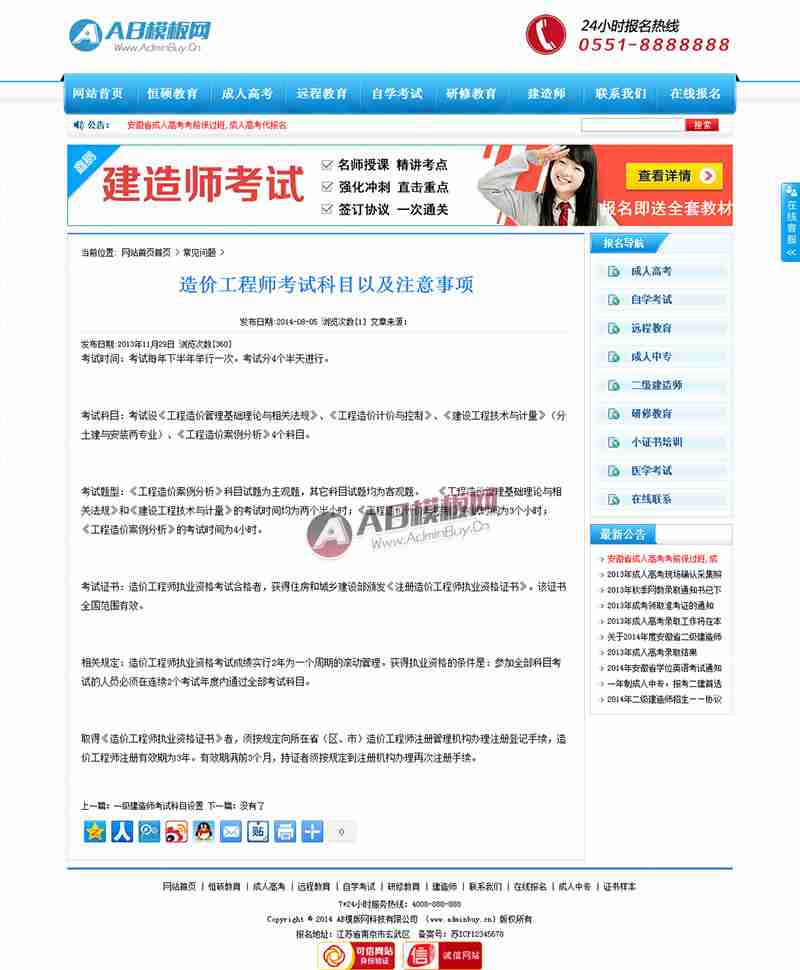 AB模板网
www.AdminBuy.Cn
24小时报名热线
0551-8888888
网站首页 恒硕教育 成人高考 远程教育 自学考试 研修教育 建造师 联系我们 在线报名
公告： 安徽省成人高考考前保过班,成人高考代报名 搜索
直击 建造师考试
名师授课 精讲考点
强化冲刺 直击重点
签订协议 一次通关
查看详情
报名即送全套教材
在线客服
当前位置: 网站首页首页 > 常见问题 >
造价工程师考试科目以及注意事项
发布日期:2014-08-05 浏览次数[1] 文章来源:
发布日期:2013年11月29日 浏览次数[360]
考试时间：考试每年下半年举行一次。考试分4个半天进行。
考试科目：考试设《工程造价管理基础理论与相关法规》、《工程造价计价与控制》、《建设工程技术与计量》（分
土建与安装两专业）、《工程造价案例分析》4个科目。
考试题型：《工程造价案例分析》科目试题为主观题，其它科目试题均为客观题。 《工程造价管理基础理论与相
关法规》和《建设工程技术与计量》的考试时间均为两个半小时；《工程造价计价与控制》考试时间为3个小时；
《工程造价案例分析》的考试时间为4小时。
AB模板网
www.AdminBuy.Cn
考试证书：造价工程师执业资格考试合格者，获得住房和城乡建设部颁发《注册造价工程师执业资格证书》。该证书
全国范围有效。
相关规定：造价工程师执业资格考试成绩实行2年为一个周期的滚动管理。获得执业资格的条件是：参加全部科目考
试的人员必须在连续2个考试年度内通过全部考试科目。
取得《造价工程师执业资格证书》者，须按规定向所在省（区、市）造价工程师注册管理机构办理注册登记手续，造
价工程师注册有效期为3年。有效期满前3个月，持证者须按规定到注册机构办理再次注册手续。
上一篇：一级建造师考试科目设置 下一篇：没有了
贴 0
报名导航
成人高考
自学考试
远程教育
成人中专
二级建造师
研修教育
小证书培训
医学考试
在线联系
最新公告
安徽省成人高考考前保过班,成
2013年成人高考现场确认采集照
2013年秋季网教录取通知书已下
2013年成考领取准考证的通知
2013年成人高考录取工作将在本
关于2014年度安徽省二级建造师
2013年成人高考录取结果
2014年安徽省学位英语考试通知
一年制成人中专，报考二建首选
2014年二级建造师招生－－协议
网站首页 | 恒硕教育 | 成人高考 | 远程教育 | 自学考试 | 研修教育 | 建造师 | 联系我们 | 在线报名 | 成人中专 | 证书样本
7*24小时服务热线：4008-888-888
Copyright © 2014 AB模版网科技有限公司 (www.adminbuy.cn) 版权所有
报名地址：江苏省南京市玄武区 备案号：苏ICP12345678
可信网站 身份验证
信 诚信网站